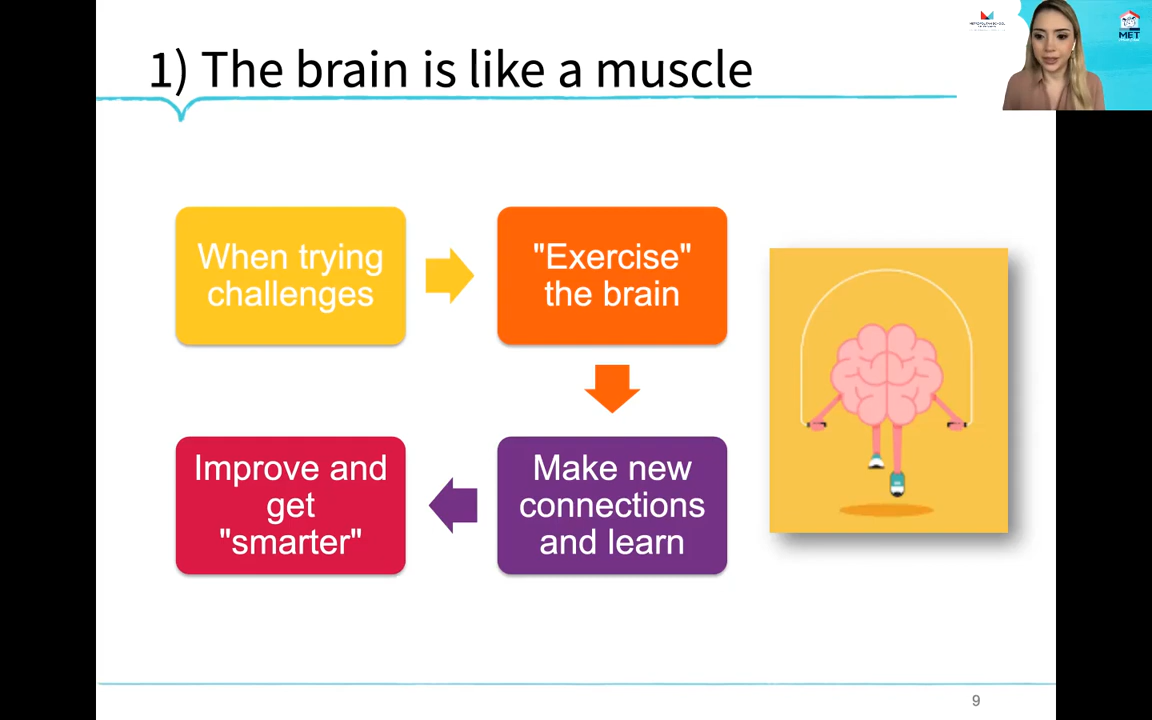 1) The brain is like a muscle
MET
When trying
challenges
"Exercise"
the brain
Make new
connections
and learn
Improve and
get
"smarter"
9